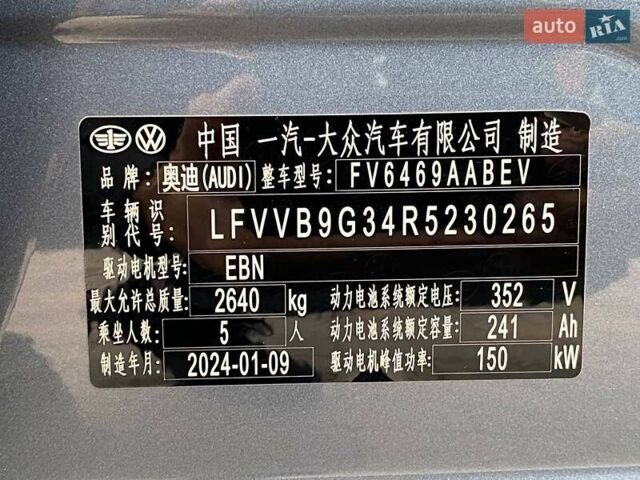 auto RIA.com
中国 一汽-大众汽车有限公司 制造
品 牌: 奥迪(AUDI) 整车型号: FV6469AABEV
车 辆 识
别 代 号: LFVVB9G34R5230265
驱动电机型号: EBN
最大允许总质量: 2640 kg 动力电池系统额定电压: 352 V
乘坐人数: 5 人 动力电池系统额定容量: 241 Ah
制造年月: 2024-01-09 驱动电机峰值功率: 150 kW